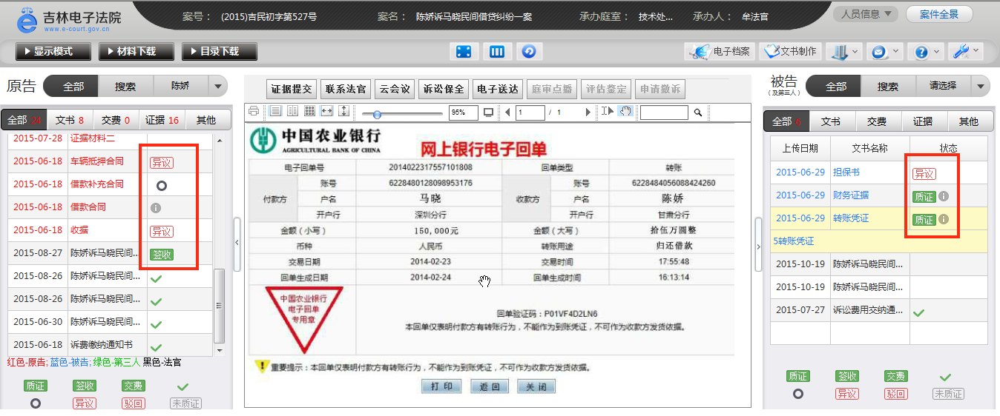 吉林电子法院
www.e-court.gov.cn
案号： (2015)吉民初字第527号 案名： 陈娇诉马晓民间借贷纠纷一案 承办庭室： 技术处... 承办人： 牟法官
人员信息 案件全景
显示模式 材料下载 目录下载
电子档案 文书制作
原告 全部 搜索 陈娇
全部 24 文书 8 交费 0 证据 16 其他
2015-07-28 证据材料二
2015-06-18 车辆抵押合同 异议
2015-06-18 借款补充合同
2015-06-18 借款合同
2015-06-18 收据 异议
2015-08-27 陈娇诉马晓民间... 签收
2015-08-26 陈娇诉马晓民间...
2015-08-26 陈娇诉马晓民间...
2015-06-30 陈娇诉马晓民间...
2015-06-18 诉费缴纳通知书
红色-原告; 蓝色-被告; 绿色-第三人 黑色-法官
质证 签收 交费
异议 驳回 未质证
证据提交 联系法官 云会议 诉讼保全 电子送达 庭审点播 评估鉴定 申请撤诉
95% 1 / 1
中国农业银行
AGRICULTURAL BANK OF CHINA
网上银行电子回单
电子回单号 2014022317557101808 回单类型 转账
付款方 账号 6228480128098953176 收款方 账号 6228484056088424260
户名 马晓 户名 陈娇
开户行 深圳分行 开户行 甘肃分行
金额（小写） 150,000元 金额（大写） 拾伍万圆整
币种 人民币 转账用途 归还借款
交易日期 2014-02-23 交易时间 17:55:48
回单生成日期 2014-02-24 回单生成时间 16:13:14
中国农业银行
电子回单
专用章
回单验证码：P01VF4D2LN6
本回单仅表明付款方有转账行为，不能作为到账凭证，不可作为收款方发货依据。
重要提示：本回单仅表明付款方有转账行为，不能作为到账凭证，不可作为收款方发货依据。
打 印 返 回 关 闭
被告
（及第三人） 全部 搜索 请选择
全部 6 文书 交费 证据 其他
上传日期 文书名称 状态
2015-06-29 担保书 异议
2015-06-29 财务证据 质证
2015-06-29 转账凭证 质证
5转账凭证
2015-10-19 陈娇诉马晓民间...
2015-10-19 陈娇诉马晓民间...
2015-07-27 诉讼费用交纳通...
质证 签收 交费
异议 驳回 未质证